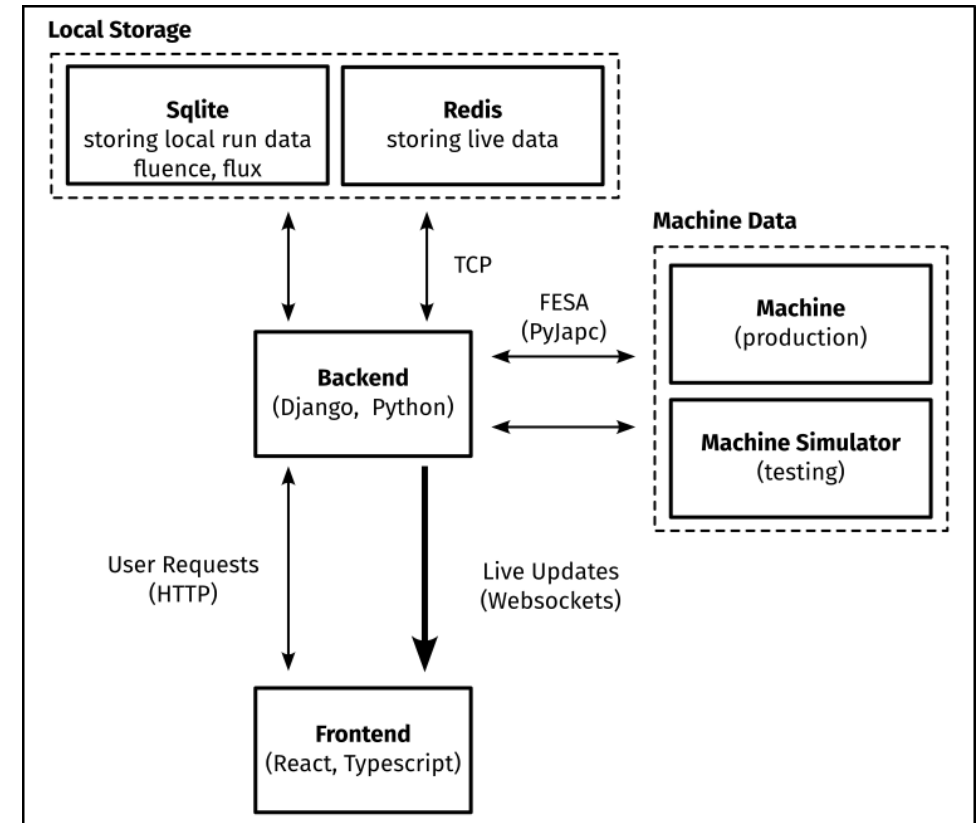 Local Storage
Sqlite
storing local run data
fluence, flux
Redis
storing live data
TCP
Machine Data
FESA
(PyJapc)
Machine
(production)
Machine Simulator
(testing)
Backend
(Django, Python)
User Requests
(HTTP)
Live Updates
(Websockets)
Frontend
(React, Typescript)